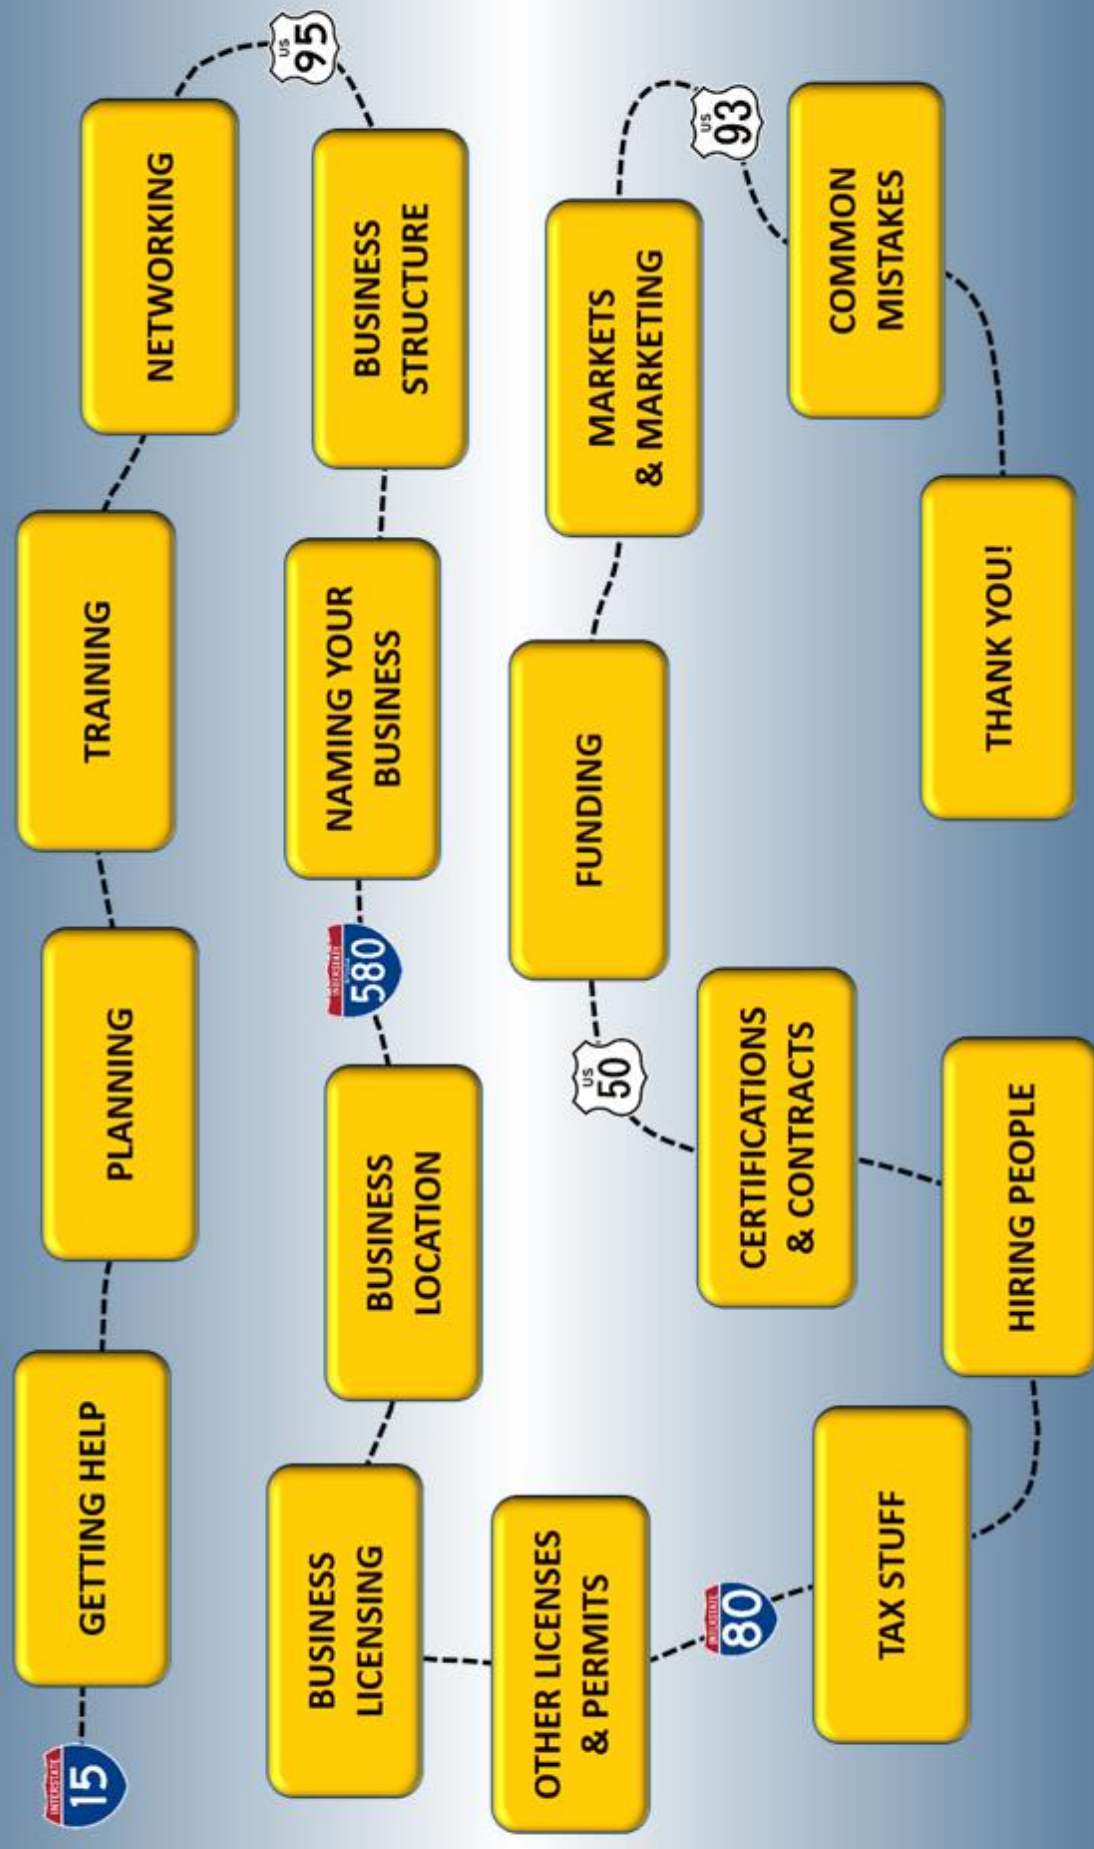 INTERSTATE
15
GETTING HELP
PLANNING
TRAINING
NETWORKING
US
95
BUSINESS
STRUCTURE
NAMING YOUR
BUSINESS
INTERSTATE
580
BUSINESS
LOCATION
BUSINESS
LICENSING
OTHER LICENSES
& PERMITS
INTERSTATE
80
TAX STUFF
HIRING PEOPLE
CERTIFICATIONS
& CONTRACTS
US
50
FUNDING
MARKETS
& MARKETING
US
93
COMMON
MISTAKES
THANK YOU!